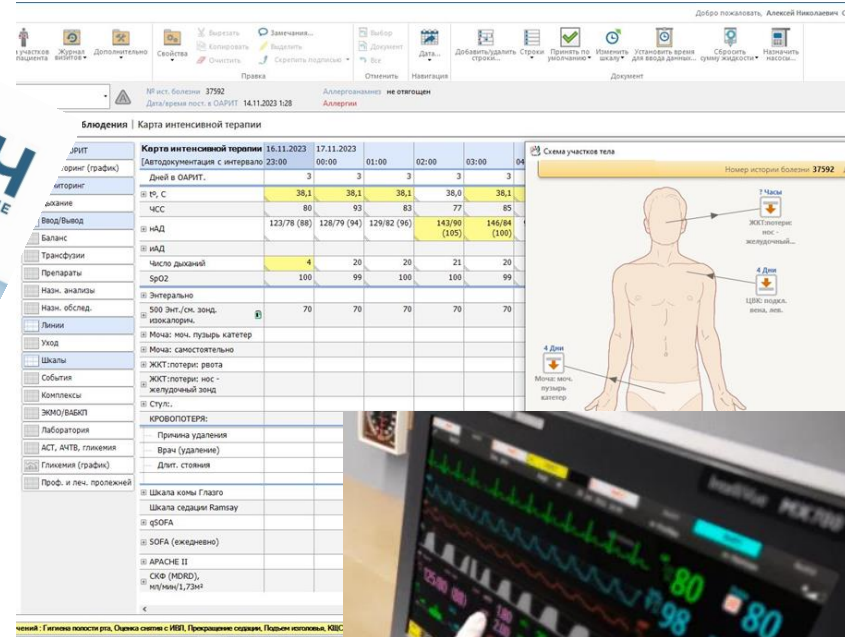 Добро пожаловать, Алексей Николаевич
участков пациента
Журнал визитов
Дополнительно
Свойства
Вырезать
Копировать
Очистить
Замечания...
Выделить
Скрепить подписью
Правка
Выбор
Документ
Все
Отменить
Дата...
Навигация
Добавить/удалить строки...
Строки
Принять по умолчанию
Изменить шкалу
Установить время для ввода данных...
Сбросить сумму жидкости
Назначить насосы...
Документ
№ ист. болезни 37592
Аллергоанамнез не отягощен
Дата/время пост. в ОАРИТ 14.11.2023 1:28
Аллергии
блюдения | Карта интенсивной терапии
ОРИТ
торинг (график)
ниторинг
ыхание
Ввод/Вывод
Баланс
Трансфузии
Препараты
Назн. анализы
Назн. обслед.
Линии
Уход
Шкалы
События
Комплексы
ЭКМО/ВАБКП
Лаборатория
АСТ, АЧТВ, гликемия
Гликемия (график)
Проф. и леч. пролежней
Карта интенсивной терапии 16.11.2023 17.11.2023
[Автодокументация с интервало 23:00 00:00 01:00 02:00 03:00 04
Дней в ОАРИТ. 3 3 3 3 3
tº, C 38,1 38,1 38,1 38,0 38,1
ЧСС 80 93 83 77 85
нАД 123/78 (88) 128/79 (94) 129/82 (96) 143/90 (105) 146/84 (100)
иАД
Число дыханий 4 20 20 21 20
SpO2 100 99 100 100 99
Энтерально
500 Энт./см. зонд. изокалорич. 70 70 70 70 70
Моча: моч. пузырь катетер
Моча: самостоятельно
ЖКТ:потери: рвота
ЖКТ:потери: нос - желудочный зонд
Стул:.
КРОВОПОТЕРЯ:
Причина удаления
Врач (удаление)
Длит. стояния
Шкала комы Глазго
Шкала седации Ramsay
qSOFA
SOFA (ежедневно)
APACHE II
СКФ (MDRD), мл/мин/1,73м²
чений : Гигиена полости рта, Оценка снятия с ИВЛ, Прекращение седации, Подъем изголовья, КЩС
Схема участков тела
Номер истории болезни 37592
? Часы
ЖКТ:потери: нос - желудочный...
4 Дни
ЦВК: подкл. вена, лев.
4 Дни
Моча: моч. пузырь катетер
IntelliVue MX700
80
98
80
125/00 (90)